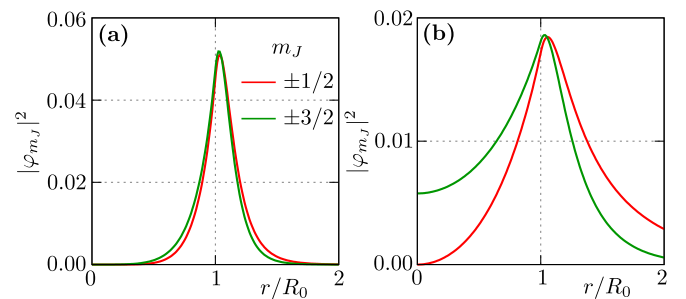 0.06
(a)
m_J
±1/2
±3/2
0.04
0.02
0.00
|φ_{m_J}|^2
0 1 2
r/R_0
0.02
(b)
0.01
0.00
|φ_{m_J}|^2
0 1 2
r/R_0